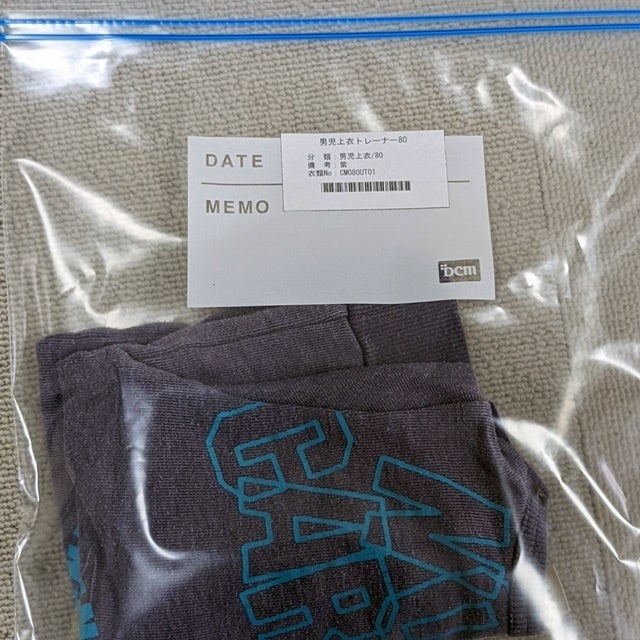 男児上衣トレーナー80
分　類：男児上衣/80
備　考：紫
衣類No：CM080UT01
DATE
MEMO
DCM